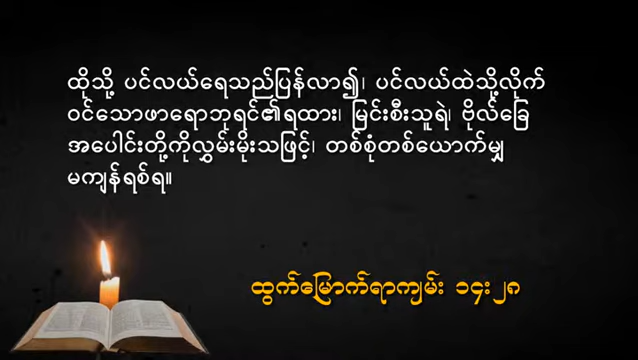 ထိုသို့ ပင်လယ်ရေသည်ပြန်လာ၍၊ ပင်လယ်ထဲသို့လိုက်
ဝင်သောဖာရောဘုရင်၏ရထား၊ မြင်းစီးသူရဲ၊ ဗိုလ်ခြေ
အပေါင်းတို့ကိုလွှမ်းမိုးသဖြင့်၊ တစ်စုံတစ်ယောက်မျှ
မကျန်ရစ်ရ။
ထွက်မြောက်ရာကျမ်း ၁၄း၂၈